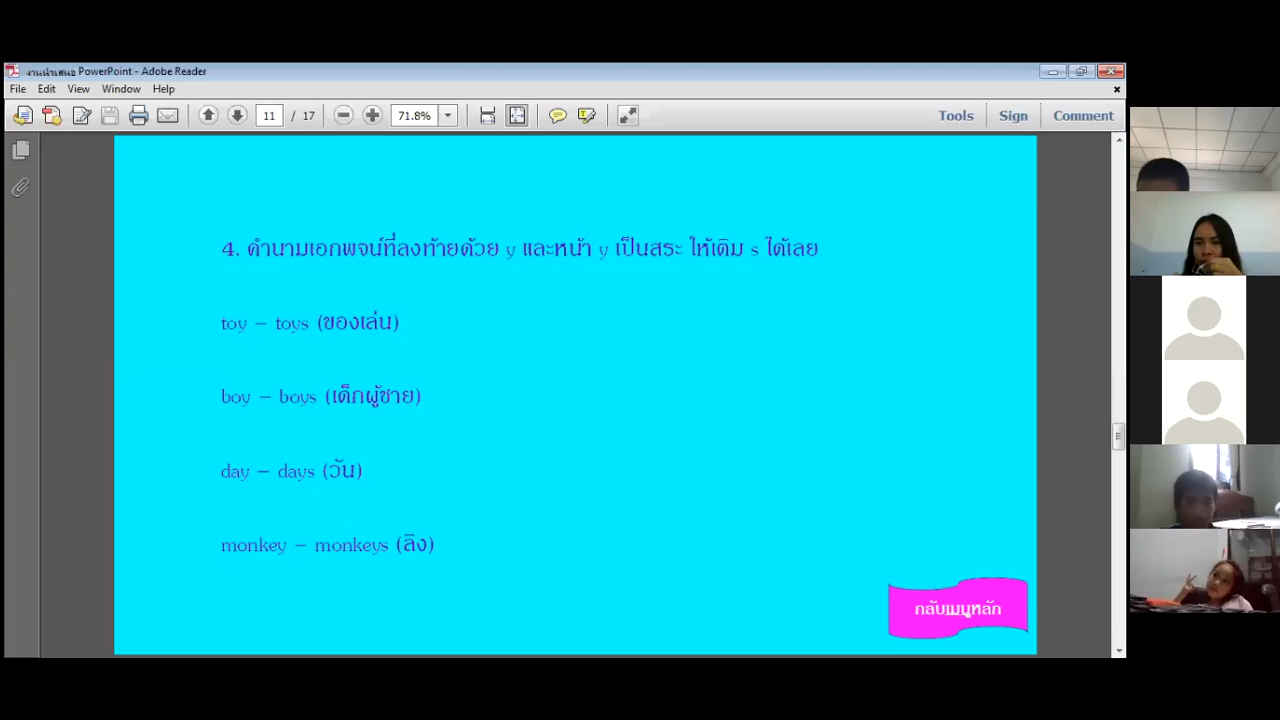 งานนำเสนอ PowerPoint - Adobe Reader
File Edit View Window Help
11 / 17 71.8% Tools Sign Comment
4. คำนามเอกพจน์ที่ลงท้ายด้วย y และหน้า y เป็นสระ ให้เติม s ได้เลย
toy – toys (ของเล่น)
boy – boys (เด็กผู้ชาย)
day – days (วัน)
monkey – monkeys (ลิง)
กลับเมนูหลัก